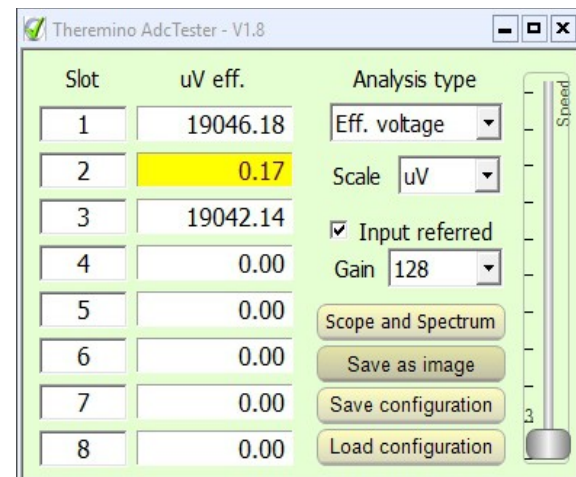 Theremino AdcTester - V1.8
Slot uV eff. Analysis type
1 19046.18 Eff. voltage
2 0.17 Scale uV
3 19042.14 Input referred
4 0.00 Gain 128
5 0.00 Scope and Spectrum
6 0.00 Save as image
7 0.00 Save configuration
8 0.00 Load configuration
Speed
3